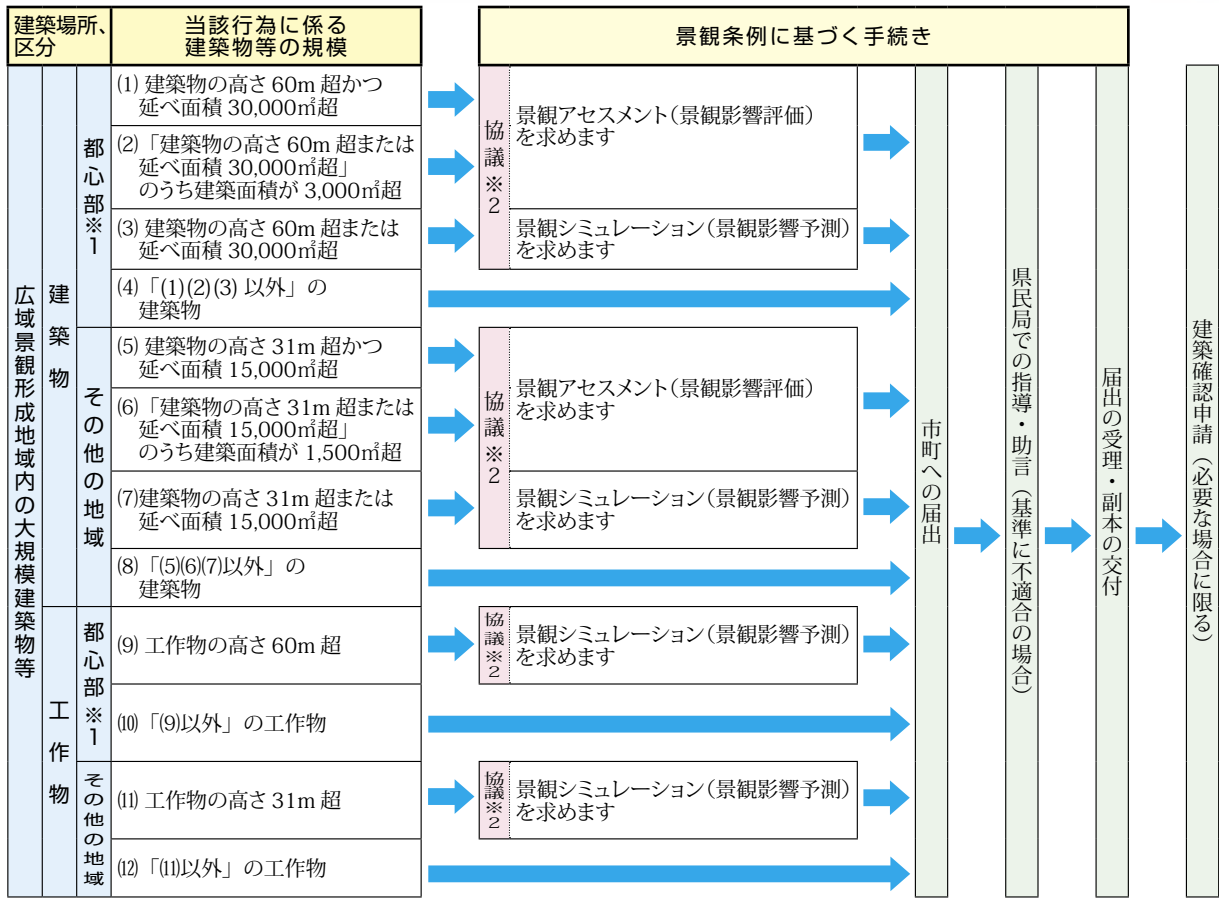 建築場所、
区分
当該行為に係る
建築物等の規模
景観条例に基づく手続き
広域景観形成地域内の大規模建築物等
建築物
都心部※1
⑴ 建築物の高さ 60m 超かつ
延べ面積 30,000㎡超
⑵「建築物の高さ 60m 超または
延べ面積 30,000㎡超」
のうち建築面積が 3,000㎡超
⑶ 建築物の高さ 60m 超または
延べ面積 30,000㎡超
⑷「⑴⑵⑶ 以外」の
建築物
協議※2
景観アセスメント（景観影響評価）
を求めます
景観シミュレーション（景観影響予測）
を求めます
その他の地域
⑸ 建築物の高さ 31m 超かつ
延べ面積 15,000㎡超
⑹「建築物の高さ 31m 超または
延べ面積 15,000㎡超」
のうち建築面積が 1,500㎡超
⑺建築物の高さ 31m 超または
延べ面積 15,000㎡超
⑻「⑸⑹⑺以外」の
建築物
協議※2
景観アセスメント（景観影響評価）
を求めます
景観シミュレーション（景観影響予測）
を求めます
工作物
都心部※1
⑼ 工作物の高さ 60m 超
⑽「⑼以外」の工作物
協議※2
景観シミュレーション（景観影響予測）
を求めます
その他の地域
⑾ 工作物の高さ 31m 超
⑿「⑾以外」の工作物
協議※2
景観シミュレーション（景観影響予測）
を求めます
市町への届出
県民局での指導・助言（基準に不適合の場合）
届出の受理・副本の交付
建築確認申請（必要な場合に限る）